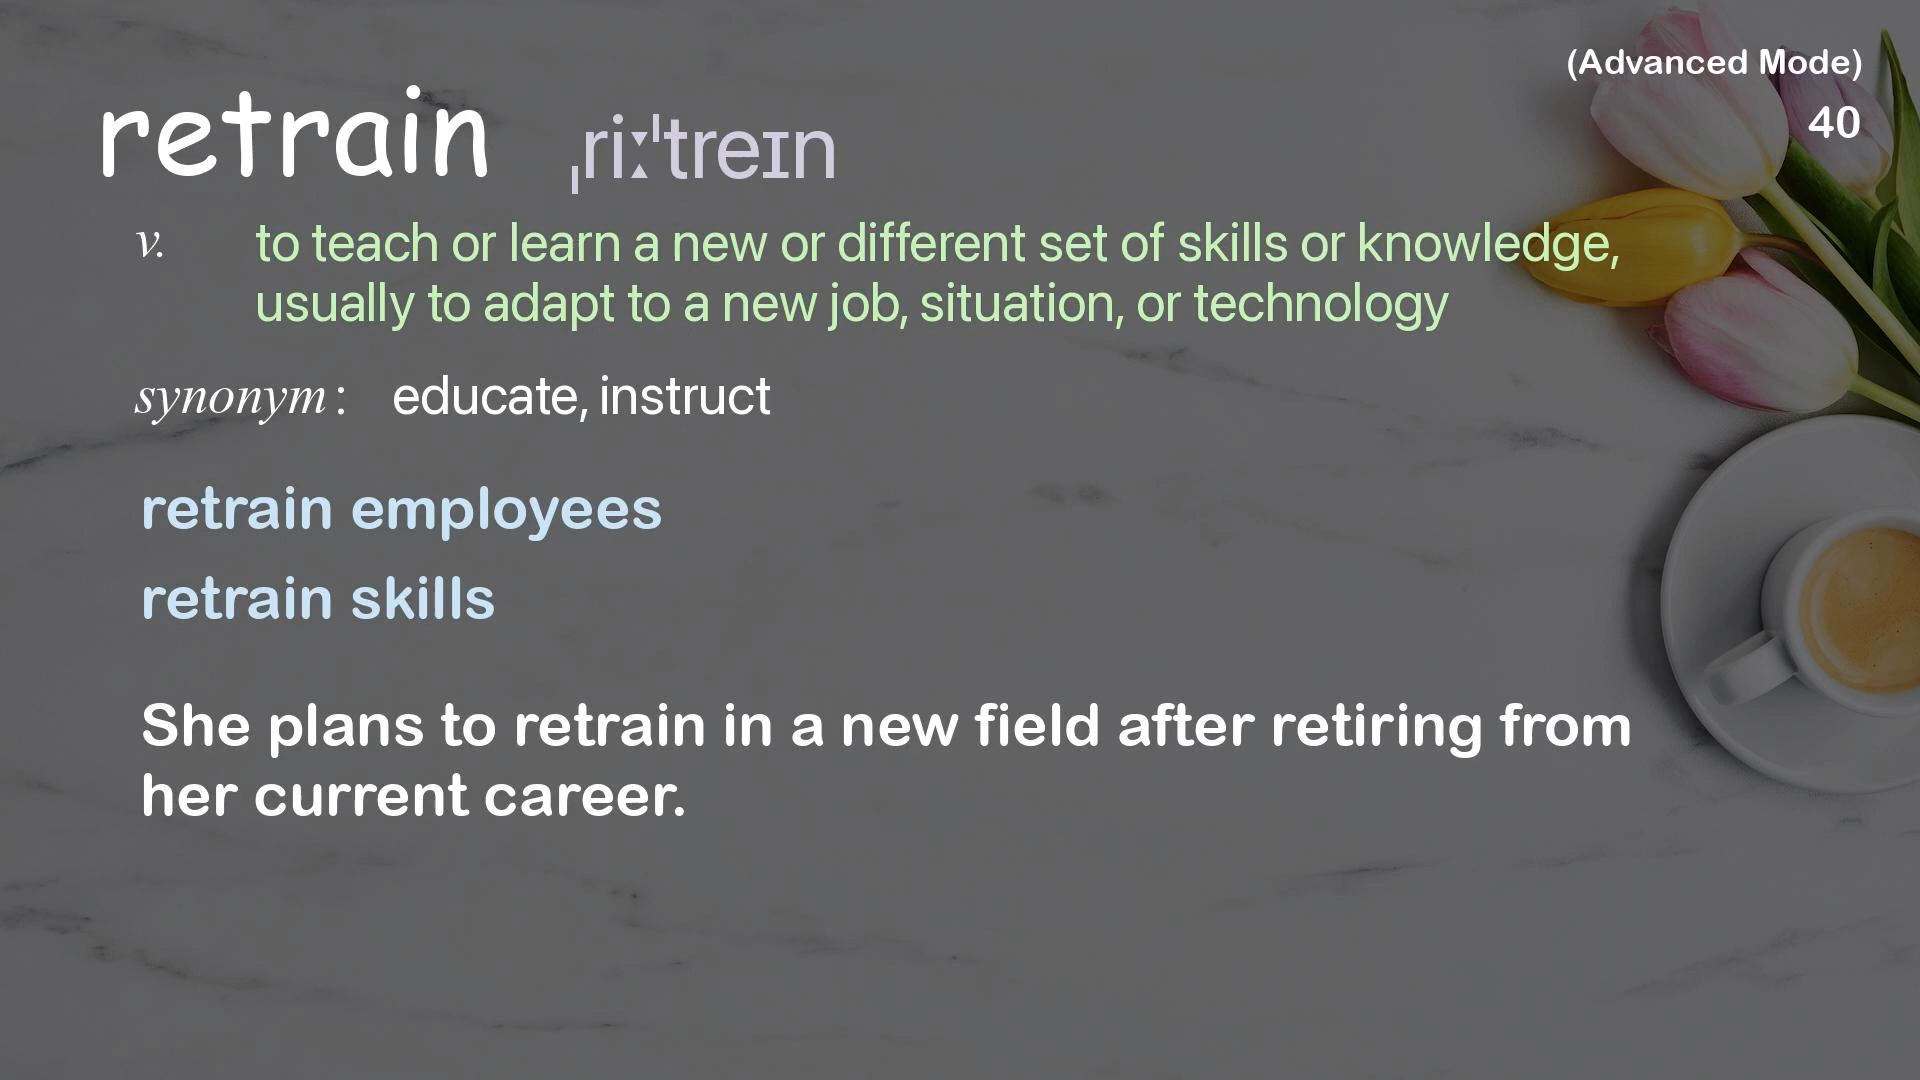 (Advanced Mode)
retrain ˌriːˈtreɪn
40
v. to teach or learn a new or different set of skills or knowledge,
usually to adapt to a new job, situation, or technology
synonym : educate, instruct
retrain employees
retrain skills
She plans to retrain in a new field after retiring from
her current career.